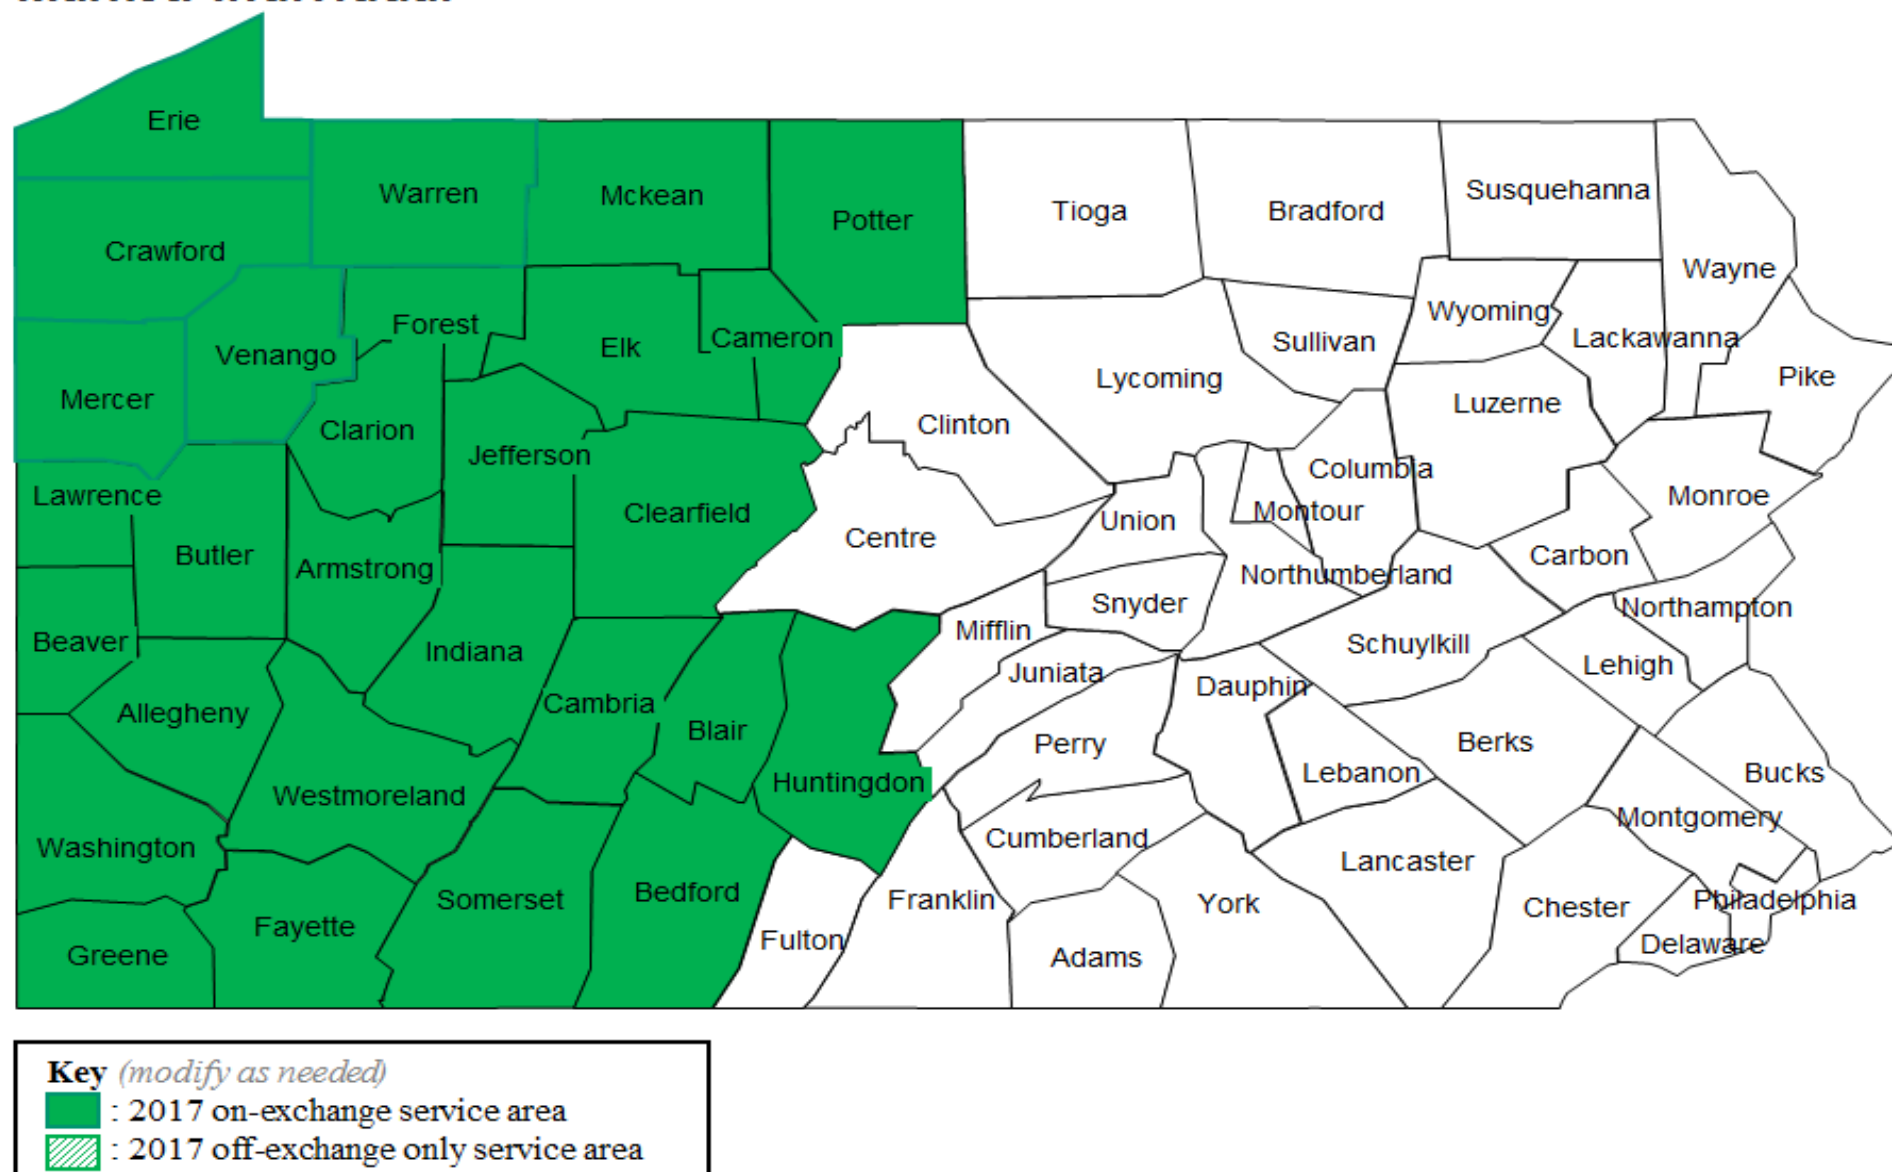 Erie
Warren
Mckean
Potter
Tioga
Bradford
Susquehanna
Wayne
Crawford
Forest
Venango
Elk
Cameron
Mercer
Clarion
Jefferson
Clearfield
Clinton
Lycoming
Sullivan
Wyoming
Lackawanna
Pike
Luzerne
Columbia
Montour
Monroe
Lawrence
Butler
Armstrong
Centre
Union
Northumberland
Carbon
Snyder
Northampton
Beaver
Indiana
Mifflin
Schuylkill
Juniata
Lehigh
Allegheny
Cambria
Blair
Dauphin
Perry
Berks
Bucks
Westmoreland
Huntingdon
Lebanon
Montgomery
Washington
Cumberland
Lancaster
Somerset
Bedford
Franklin
York
Chester
Philadelphia
Fayette
Greene
Fulton
Adams
Delaware
Key (modify as needed)
: 2017 on-exchange service area
: 2017 off-exchange only service area